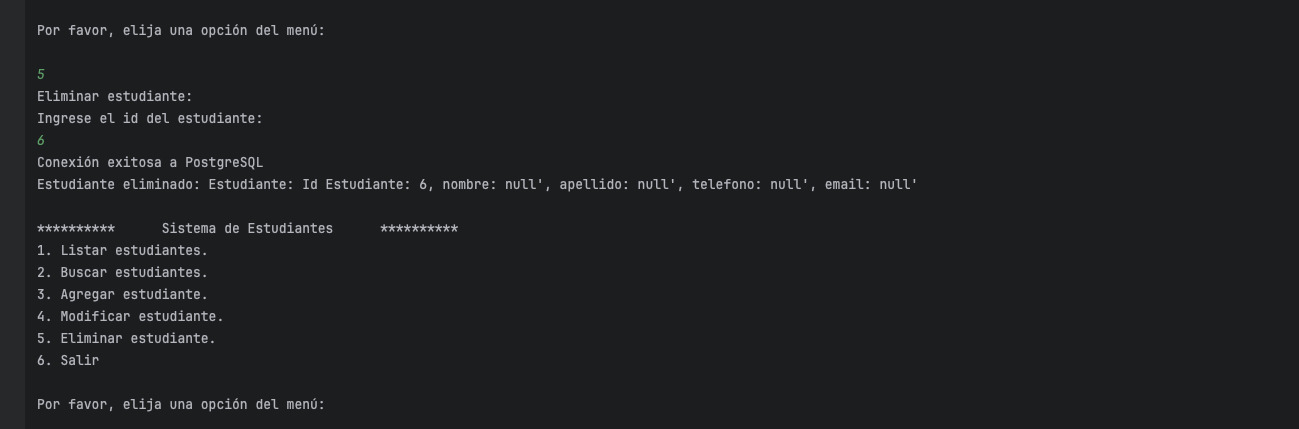 Por favor, elija una opción del menú:
5
Eliminar estudiante:
Ingrese el id del estudiante:
6
Conexión exitosa a PostgreSQL
Estudiante eliminado: Estudiante: Id Estudiante: 6, nombre: null', apellido: null', telefono: null', email: null'
**********      Sistema de Estudiantes      **********
1. Listar estudiantes.
2. Buscar estudiantes.
3. Agregar estudiante.
4. Modificar estudiante.
5. Eliminar estudiante.
6. Salir
Por favor, elija una opción del menú: